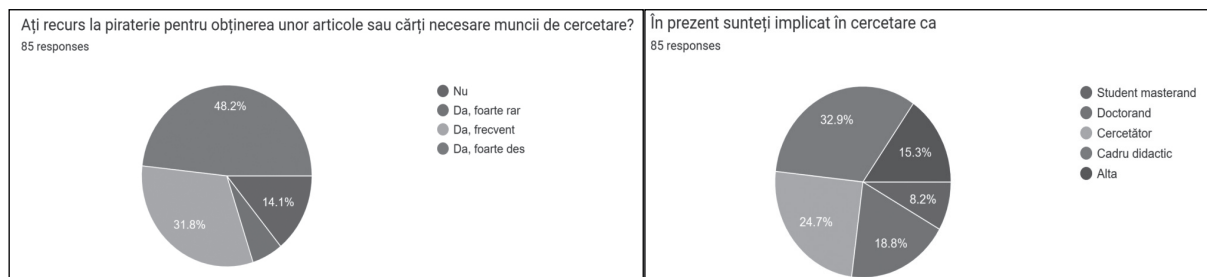 Ați recurs la piraterie pentru obținerea unor articole sau cărți necesare muncii de cercetare?
85 responses
48.2%
14.1%
31.8%
Nu
Da, foarte rar
Da, frecvent
Da, foarte des
În prezent sunteți implicat în cercetare ca
85 responses
32.9%
15.3%
8.2%
24.7%
18.8%
Student masterand
Doctorand
Cercetător
Cadru didactic
Alta